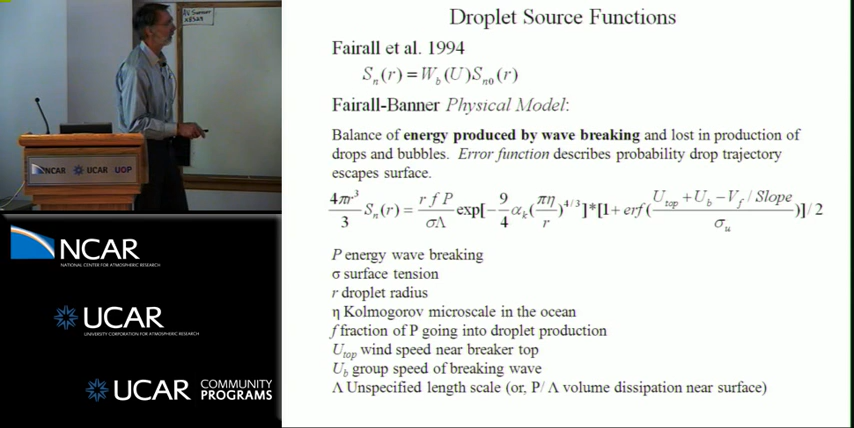 Droplet Source Functions
Fairall et al. 1994
Sₙ(r) = W_b(U)Sₙ₀(r)
Fairall-Banner Physical Model:
Balance of energy produced by wave breaking and lost in production of
drops and bubbles. Error function describes probability drop trajectory
escapes surface.
4πr³/3 Sₙ(r) = r f P/σΛ exp[−9/4 αₖ(πη/r)^4/3]*[1+erf(U_top+U_b−V_f/Slope/σ_u)]/2
P energy wave breaking
σ surface tension
r droplet radius
η Kolmogorov microscale in the ocean
f fraction of P going into droplet production
U_top wind speed near breaker top
U_b group speed of breaking wave
Λ Unspecified length scale (or, P/ Λ volume dissipation near surface)
NCAR UCAR UOP
NCAR
NATIONAL CENTER FOR ATMOSPHERIC RESEARCH
UCAR
UNIVERSITY CORPORATION FOR ATMOSPHERIC RESEARCH
UCAR COMMUNITY
PROGRAMS